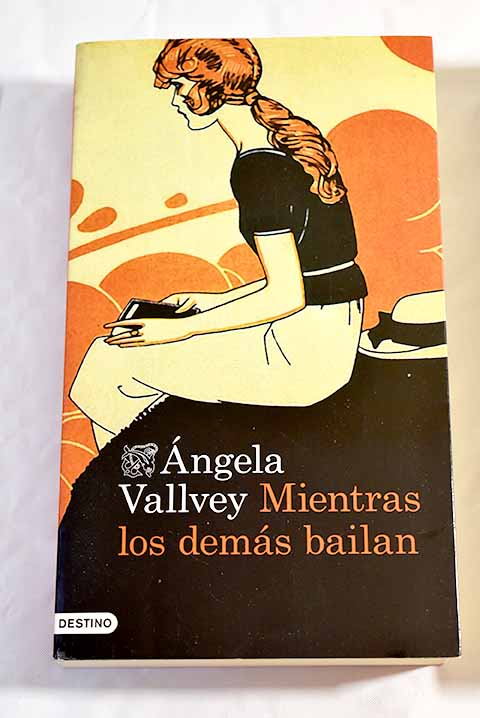 Ángela
Vallvey Mientras
los demás bailan
DESTINO